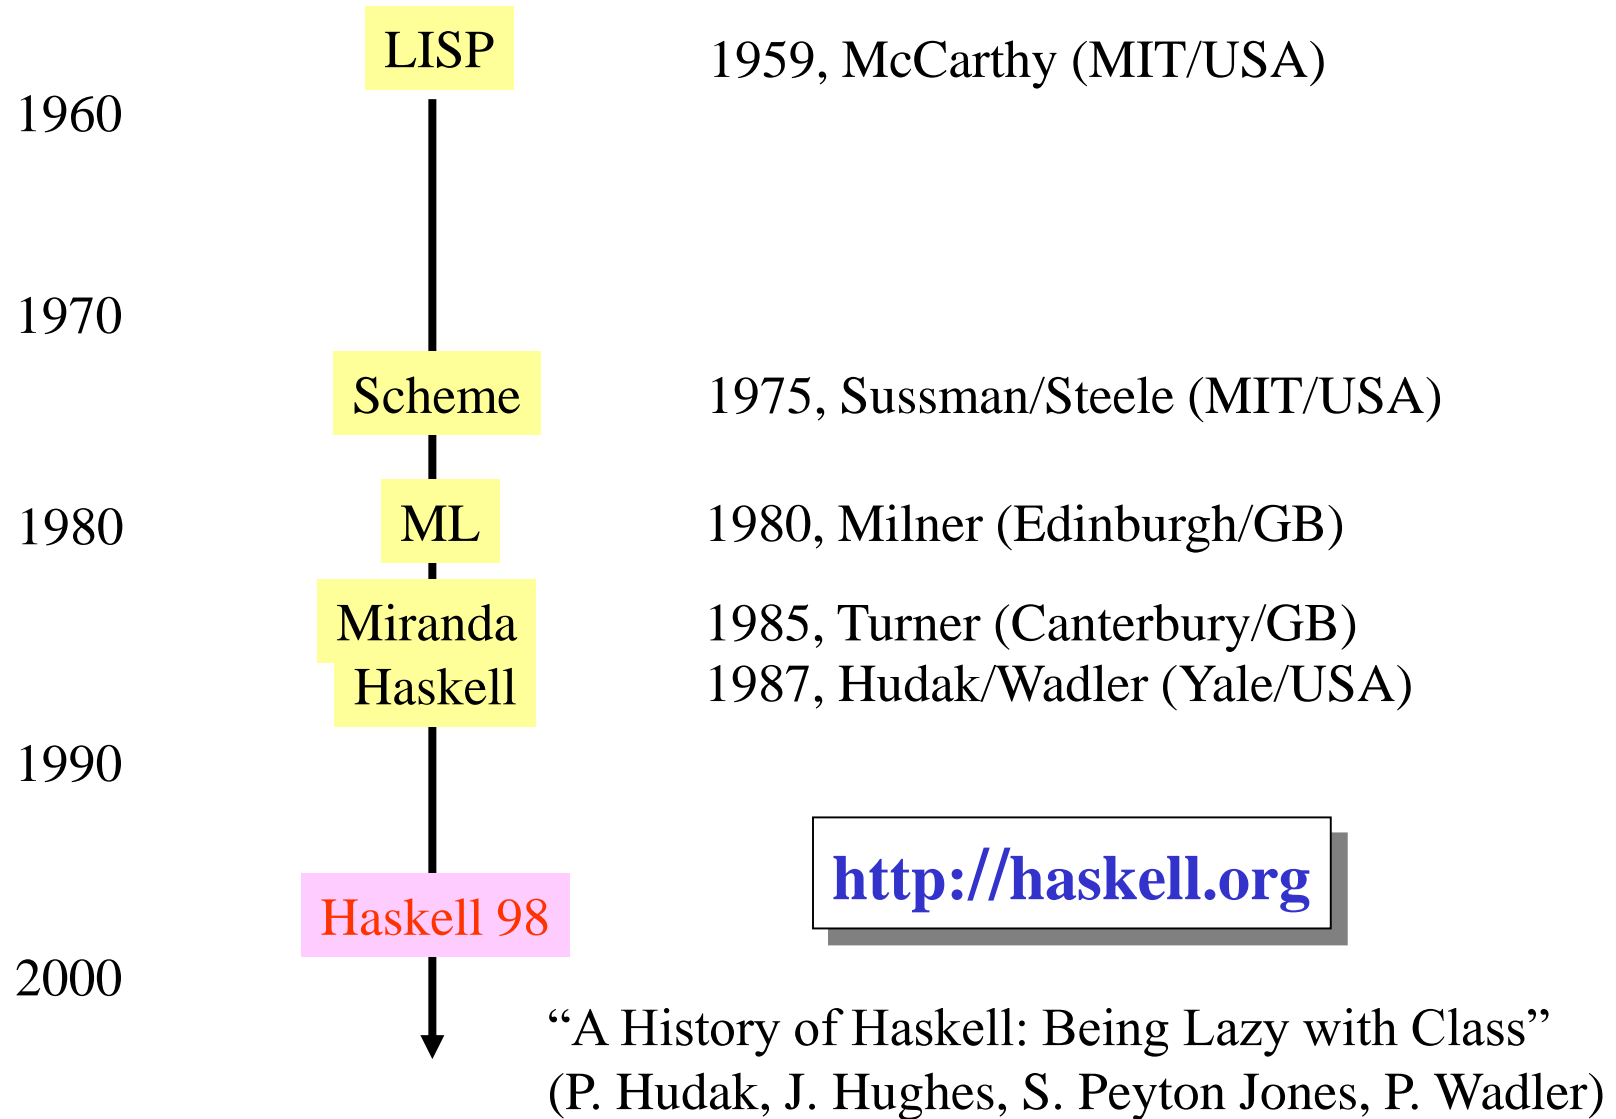 LISP 1959, McCarthy (MIT/USA)
1960
1970
Scheme 1975, Sussman/Steele (MIT/USA)
1980 ML 1980, Milner (Edinburgh/GB)
Miranda 1985, Turner (Canterbury/GB)
Haskell 1987, Hudak/Wadler (Yale/USA)
1990
http://haskell.org
Haskell 98
2000
“A History of Haskell: Being Lazy with Class”
(P. Hudak, J. Hughes, S. Peyton Jones, P. Wadler)